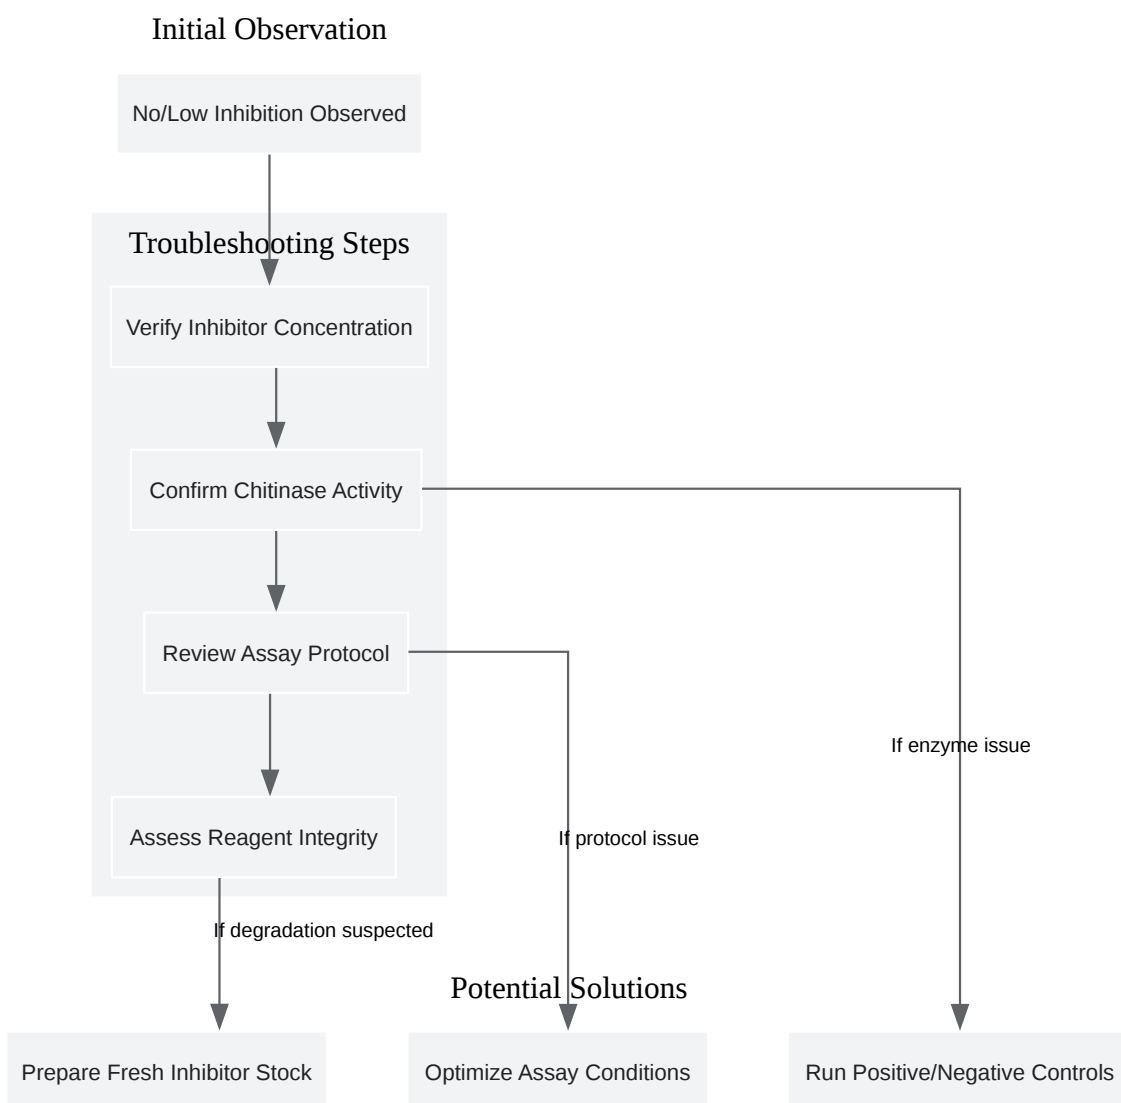 Initial Observation
No/Low Inhibition Observed
Troubleshooting Steps
Verify Inhibitor Concentration
Confirm Chitinase Activity
Review Assay Protocol
If enzyme issue
Assess Reagent Integrity
If protocol issue
If degradation suspected
Potential Solutions
Prepare Fresh Inhibitor Stock
Optimize Assay Conditions
Run Positive/Negative Controls